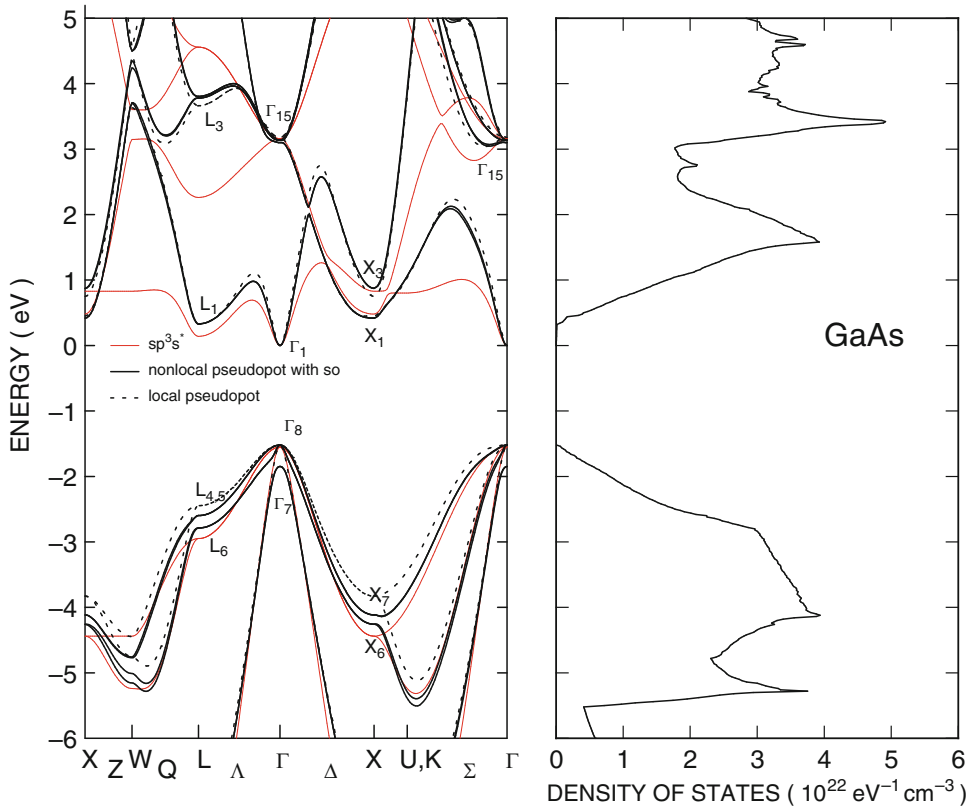 5
4
3
2
1
0
−1
−2
−3
−4
−5
−6
ENERGY ( eV )
L3
Γ15
Γ15
L1
Γ1
X3
X1
sp3s*
nonlocal pseudopot with so
local pseudopot
Γ8
L4,5
Γ7
L6
X7
X6
X Z W Q L Λ Γ Δ X U,K Σ Γ
GaAs
0 1 2 3 4 5 6
DENSITY OF STATES ( 10²² eV⁻¹ cm⁻³ )